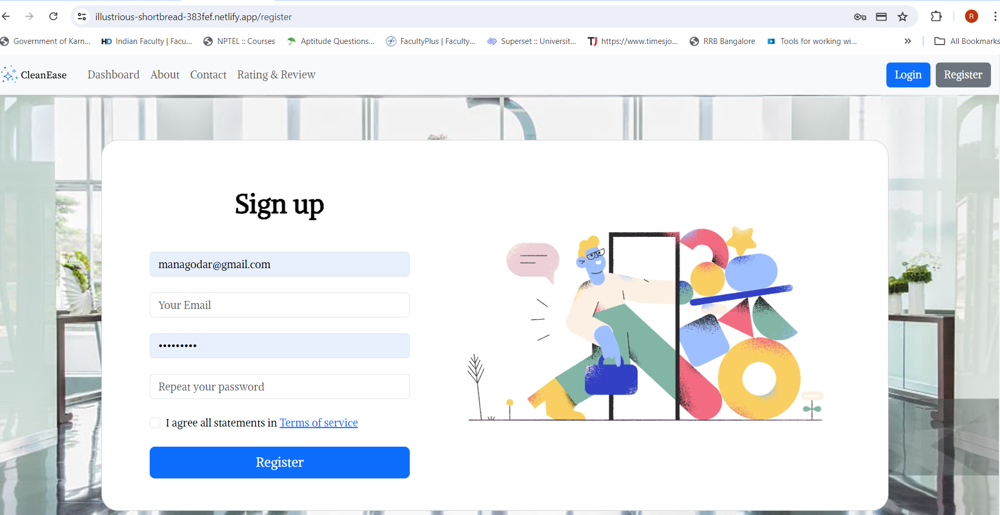 illustrious-shortbread-383fef.netlify.app/register
R
Government of Karn... HD Indian Faculty | Facu... NPTEL :: Courses Aptitude Questions... FacultyPlus | Faculty... Superset :: Universit... TJ https://www.timesjo... RRB Bangalore Tools for working wi... » All Bookmarks
CleanEase Dashboard About Contact Rating & Review Login Register
Sign up
managodar@gmail.com
Your Email
•••••••••
Repeat your password
I agree all statements in Terms of service
Register